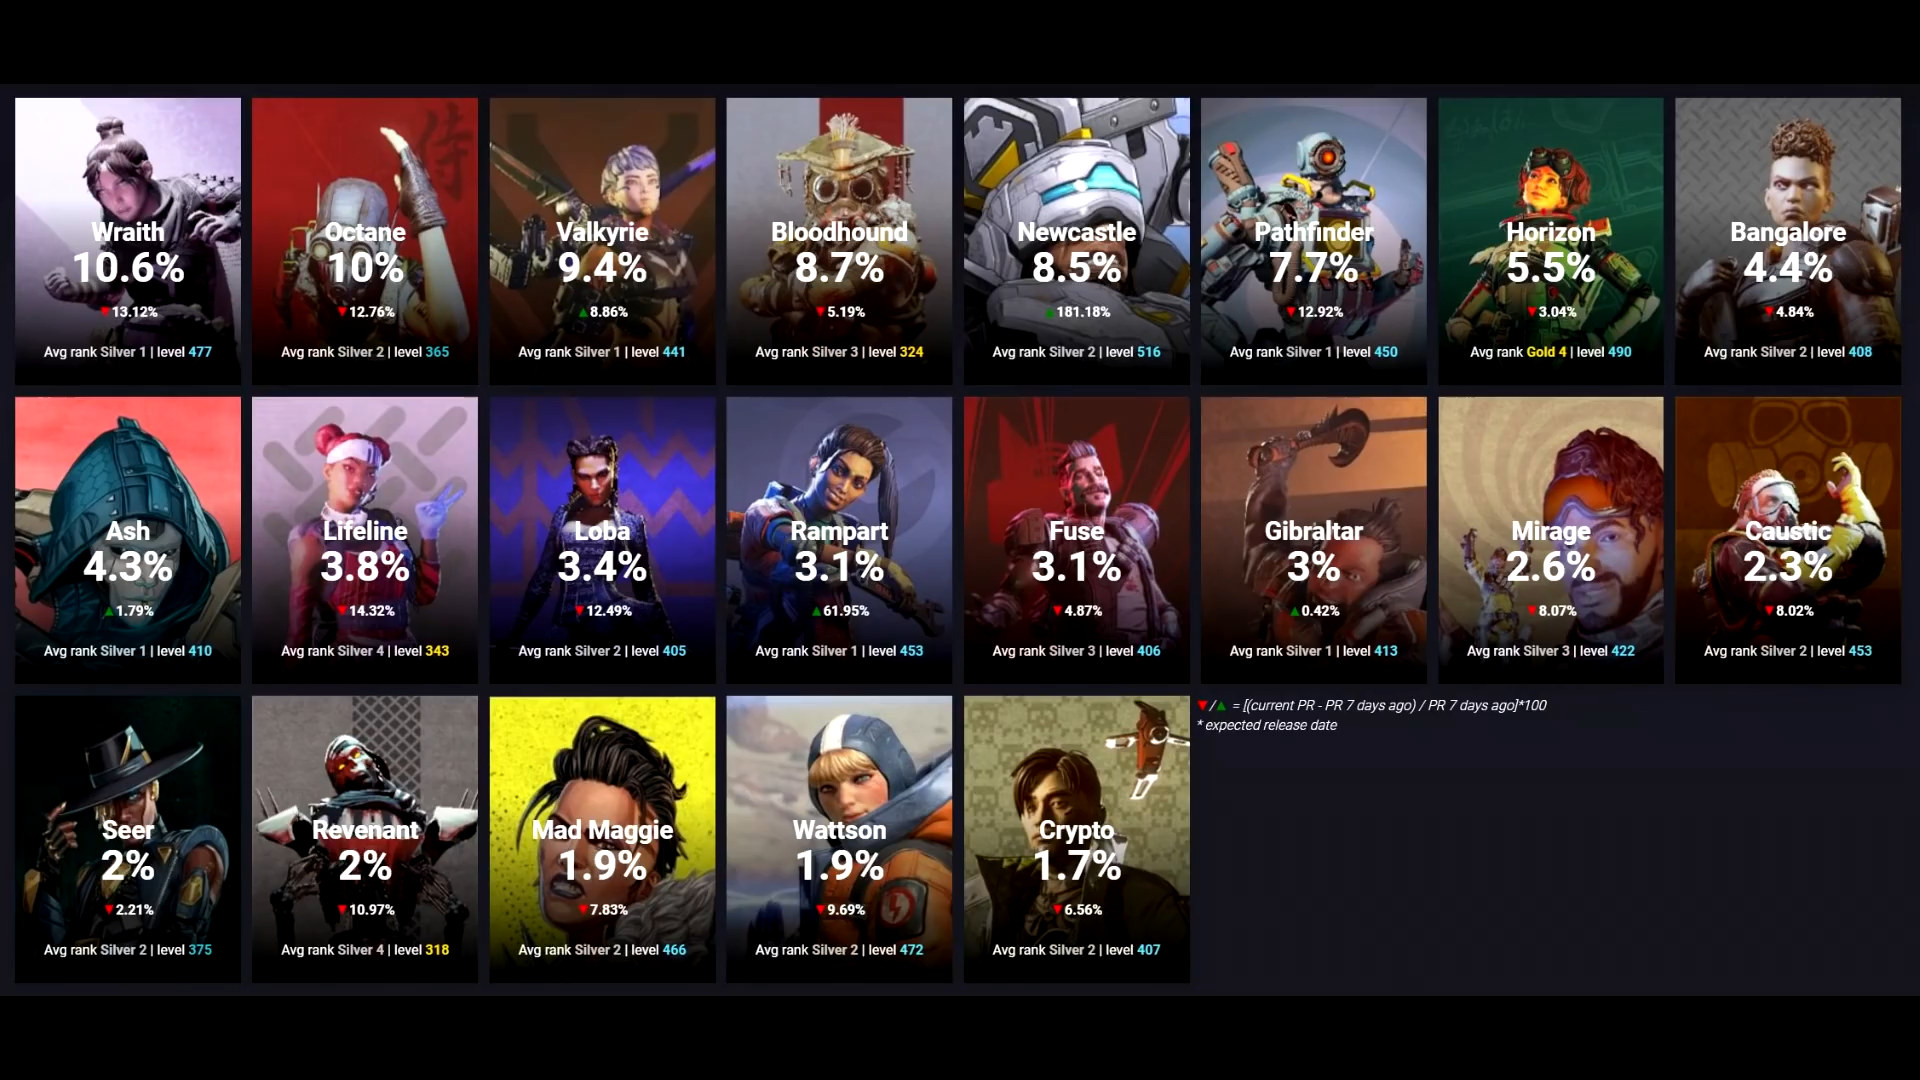 Wraith
10.6%
▼13.12%
Avg rank Silver 1 | level 477
Octane
10%
▼12.76%
Avg rank Silver 2 | level 365
Valkyrie
9.4%
▲8.86%
Avg rank Silver 1 | level 441
Bloodhound
8.7%
▼5.19%
Avg rank Silver 3 | level 324
Newcastle
8.5%
▲181.18%
Avg rank Silver 2 | level 516
Pathfinder
7.7%
▼12.92%
Avg rank Silver 1 | level 450
Horizon
5.5%
▼3.04%
Avg rank Gold 4 | level 490
Bangalore
4.4%
▼4.84%
Avg rank Silver 2 | level 408
Ash
4.3%
▲1.79%
Avg rank Silver 1 | level 410
Lifeline
3.8%
▼14.32%
Avg rank Silver 4 | level 343
Loba
3.4%
▼12.49%
Avg rank Silver 2 | level 405
Rampart
3.1%
▲61.95%
Avg rank Silver 1 | level 453
Fuse
3.1%
▼4.87%
Avg rank Silver 3 | level 406
Gibraltar
3%
▲0.42%
Avg rank Silver 1 | level 413
Mirage
2.6%
▼8.07%
Avg rank Silver 3 | level 422
Caustic
2.3%
▼8.02%
Avg rank Silver 2 | level 453
Seer
2%
▼2.21%
Avg rank Silver 2 | level 375
Revenant
2%
▼10.97%
Avg rank Silver 4 | level 318
Mad Maggie
1.9%
▼7.83%
Avg rank Silver 2 | level 466
Wattson
1.9%
▼9.69%
Avg rank Silver 2 | level 472
Crypto
1.7%
▼6.56%
Avg rank Silver 2 | level 407
▼/▲ = [(current PR - PR 7 days ago) / PR 7 days ago]*100
* expected release date
侍